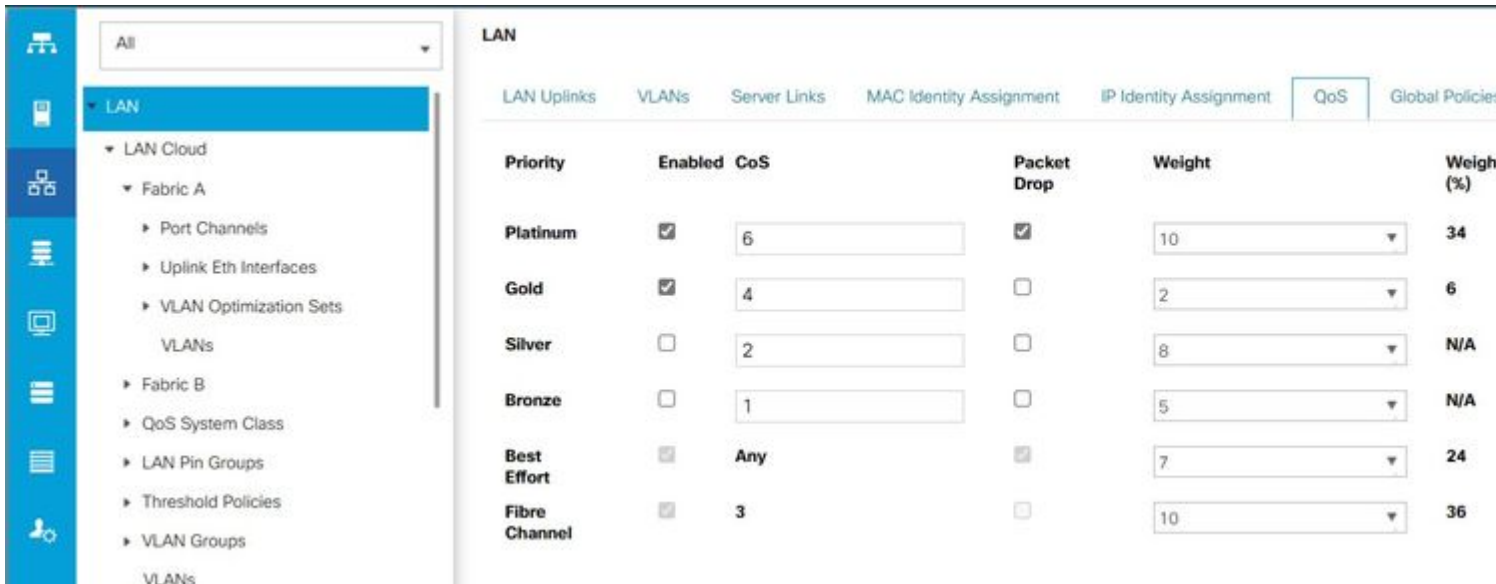 All
LAN
LAN Cloud
Fabric A
Port Channels
Uplink Eth Interfaces
VLAN Optimization Sets
VLANs
Fabric B
QoS System Class
LAN Pin Groups
Threshold Policies
VLAN Groups
VLANs
LAN
LAN Uplinks VLANs Server Links MAC Identity Assignment IP Identity Assignment QoS Global Policies
Priority Enabled CoS Packet Drop Weight Weigh (%)
Platinum 6 10 34
Gold 4 2 6
Silver 2 8 N/A
Bronze 1 5 N/A
Best Effort Any 7 24
Fibre Channel 3 10 36